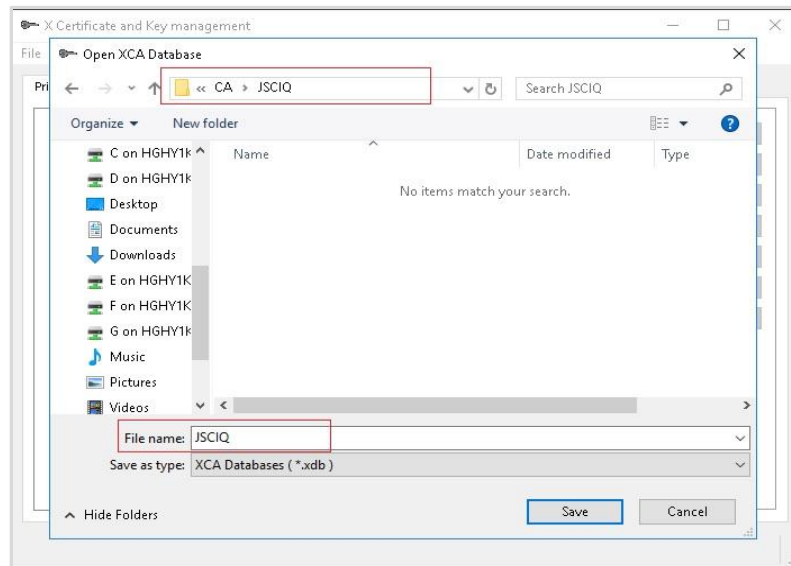 X Certificate and Key management
File
Open XCA Database
Pri
« CA › JSCIQ
Search JSCIQ
Organize
New folder
Name
Date modified
Type
No items match your search.
C on HGHY1K
D on HGHY1K
Desktop
Documents
Downloads
E on HGHY1K
F on HGHY1K
G on HGHY1K
Music
Pictures
Videos
File name: JSCIQ
Save as type: XCA Databases ( *.xdb )
Hide Folders
Save
Cancel